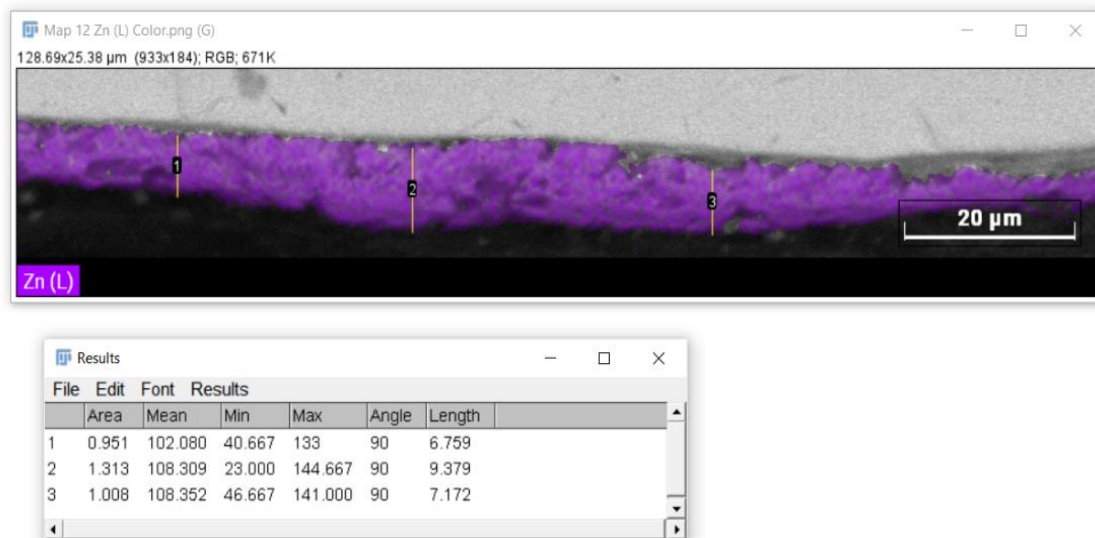 Map 12 Zn (L) Color.png (G)
128.69x25.38 µm (933x184); RGB; 671K
1
2
3
20 µm
Zn (L)
Results
File Edit Font Results
Area Mean Min Max Angle Length
1 0.951 102.080 40.667 133 90 6.759
2 1.313 108.309 23.000 144.667 90 9.379
3 1.008 108.352 46.667 141.000 90 7.172